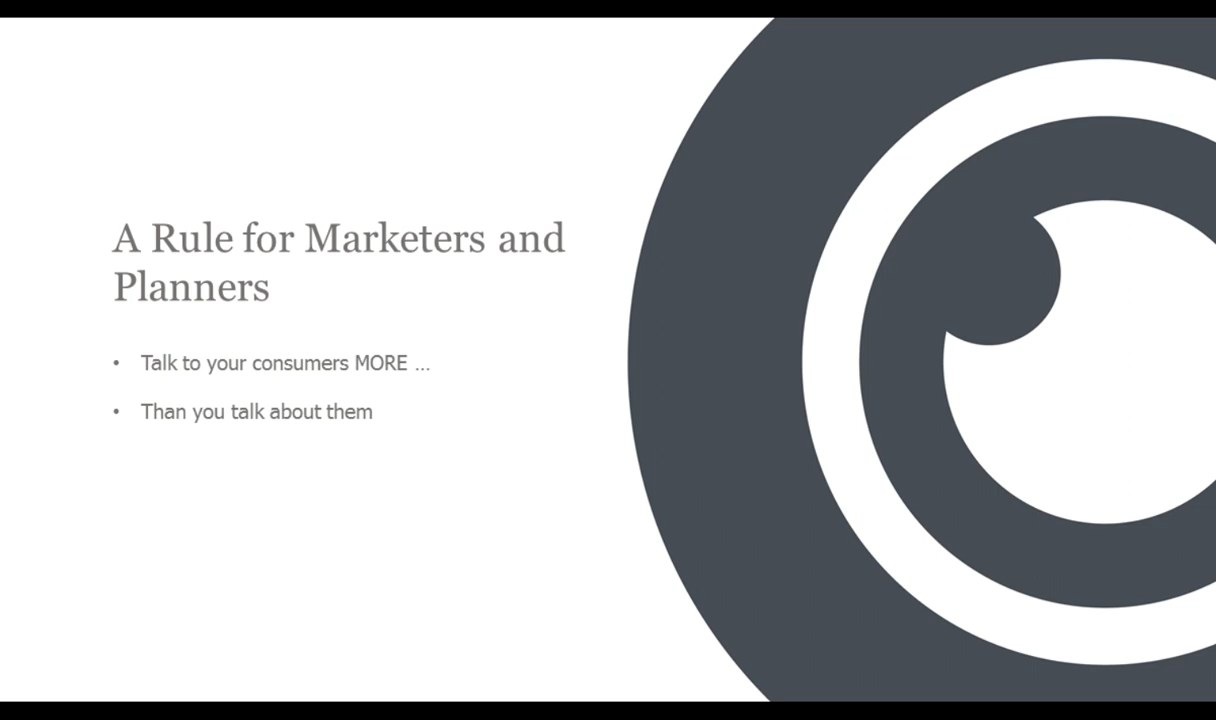 A Rule for Marketers and
Planners
• Talk to your consumers MORE ...
• Than you talk about them